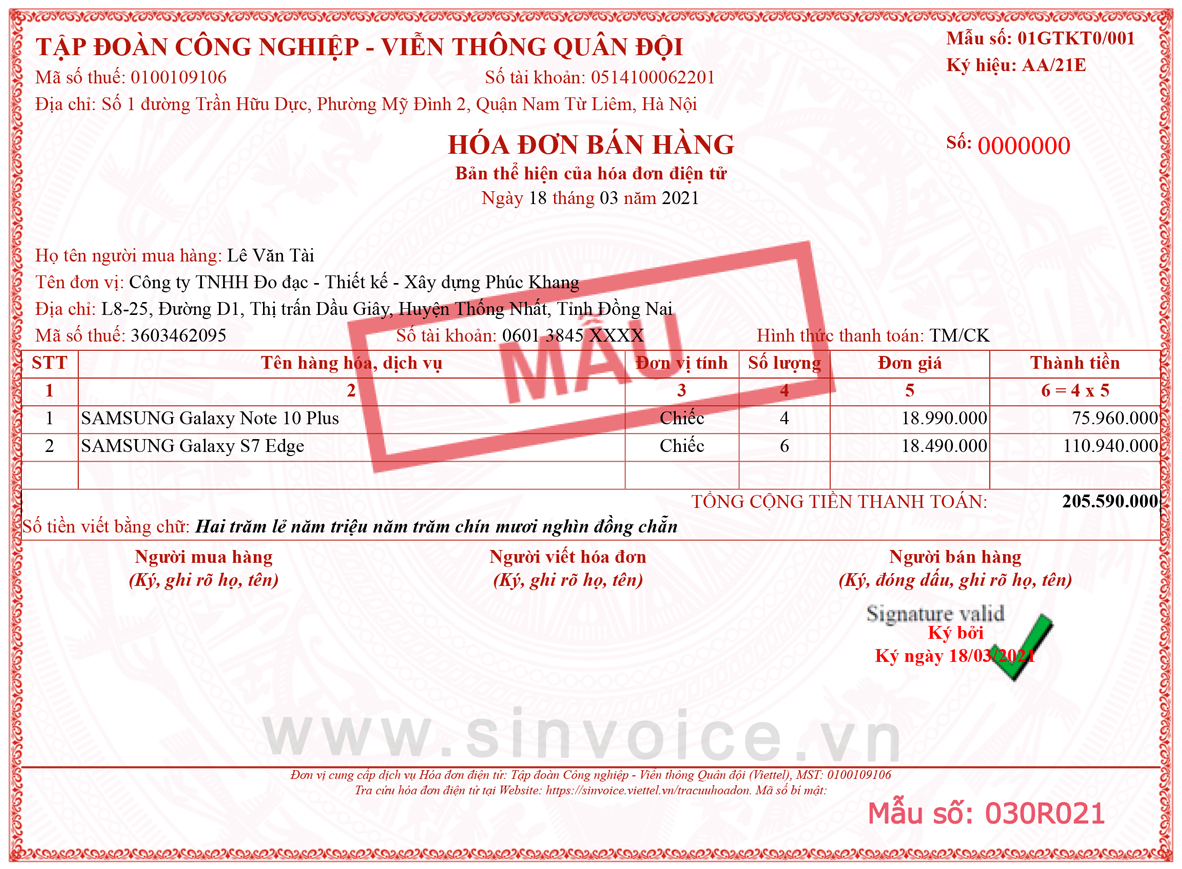 TẬP ĐOÀN CÔNG NGHIỆP - VIỄN THÔNG QUÂN ĐỘI
Mẫu số: 01GTKT0/001
Mã số thuế: 0100109106 Số tài khoản: 0514100062201
Ký hiệu: AA/21E
Địa chỉ: Số 1 đường Trần Hữu Dực, Phường Mỹ Đình 2, Quận Nam Từ Liêm, Hà Nội
HÓA ĐƠN BÁN HÀNG
Số: 0000000
Bản thể hiện của hóa đơn điện tử
Ngày 18 tháng 03 năm 2021
Họ tên người mua hàng: Lê Văn Tài
Tên đơn vị: Công ty TNHH Đo đạc - Thiết kế - Xây dựng Phúc Khang
Địa chỉ: L8-25, Đường D1, Thị trấn Dầu Giây, Huyện Thống Nhất, Tỉnh Đồng Nai
Mã số thuế: 3603462095 Số tài khoản: 0601 3845 XXXX Hình thức thanh toán: TM/CK
MẪU
STT Tên hàng hóa, dịch vụ Đơn vị tính Số lượng Đơn giá Thành tiền
1 2 3 4 5 6 = 4 x 5
1 SAMSUNG Galaxy Note 10 Plus Chiếc 4 18.990.000 75.960.000
2 SAMSUNG Galaxy S7 Edge Chiếc 6 18.490.000 110.940.000
TỔNG CỘNG TIỀN THANH TOÁN: 205.590.000
Số tiền viết bằng chữ: Hai trăm lẻ năm triệu năm trăm chín mươi nghìn đồng chẵn
Người mua hàng Người viết hóa đơn Người bán hàng
(Ký, ghi rõ họ, tên) (Ký, ghi rõ họ, tên) (Ký, đóng dấu, ghi rõ họ, tên)
Signature valid
Ký bởi
Ký ngày 18/03/2021
www.sinvoice.vn
Đơn vị cung cấp dịch vụ Hóa đơn điện tử: Tập đoàn Công nghiệp - Viễn thông Quân đội (Viettel), MST: 0100109106
Tra cứu hóa đơn điện tử tại Website: https://sinvoice.viettel.vn/tracuuhoadon. Mã số bí mật:
Mẫu số: 030R021